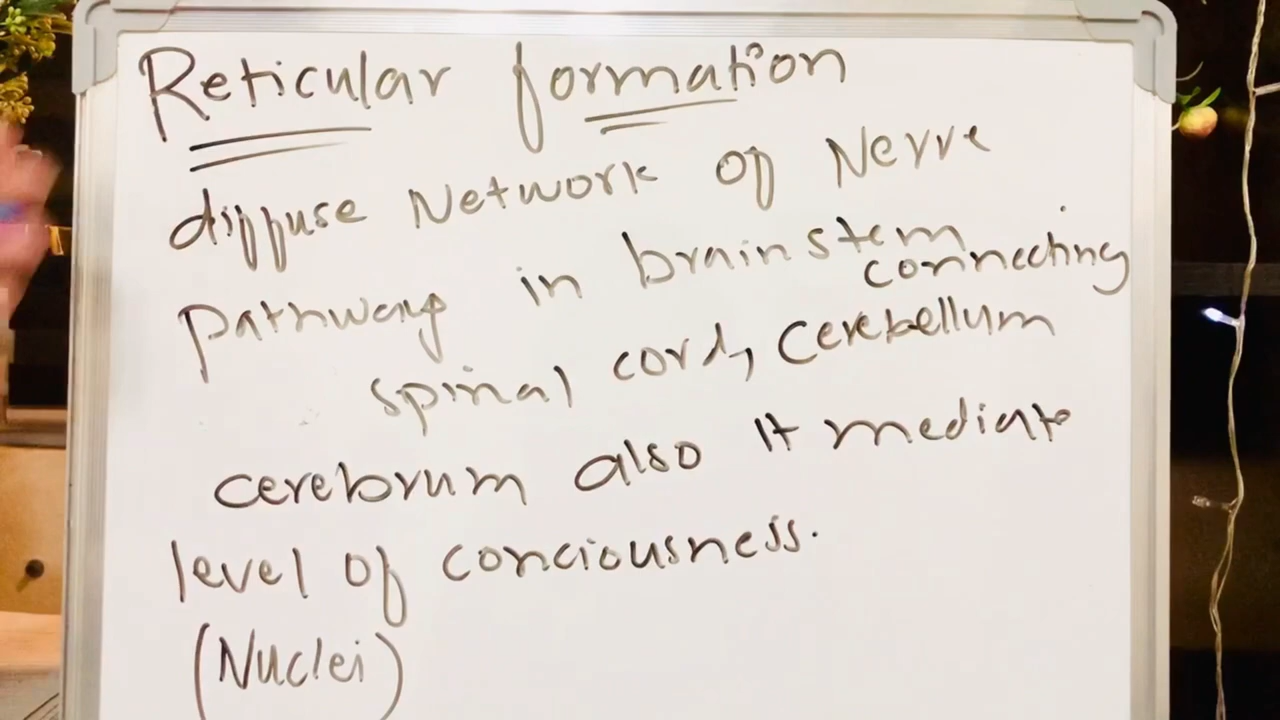 Reticular formation
diffuse Network of Nerve
pathway in brainstem
connecting
spinal cord, cerebellum
cerebrum also It mediate
level of conciousness.
(Nuclei)